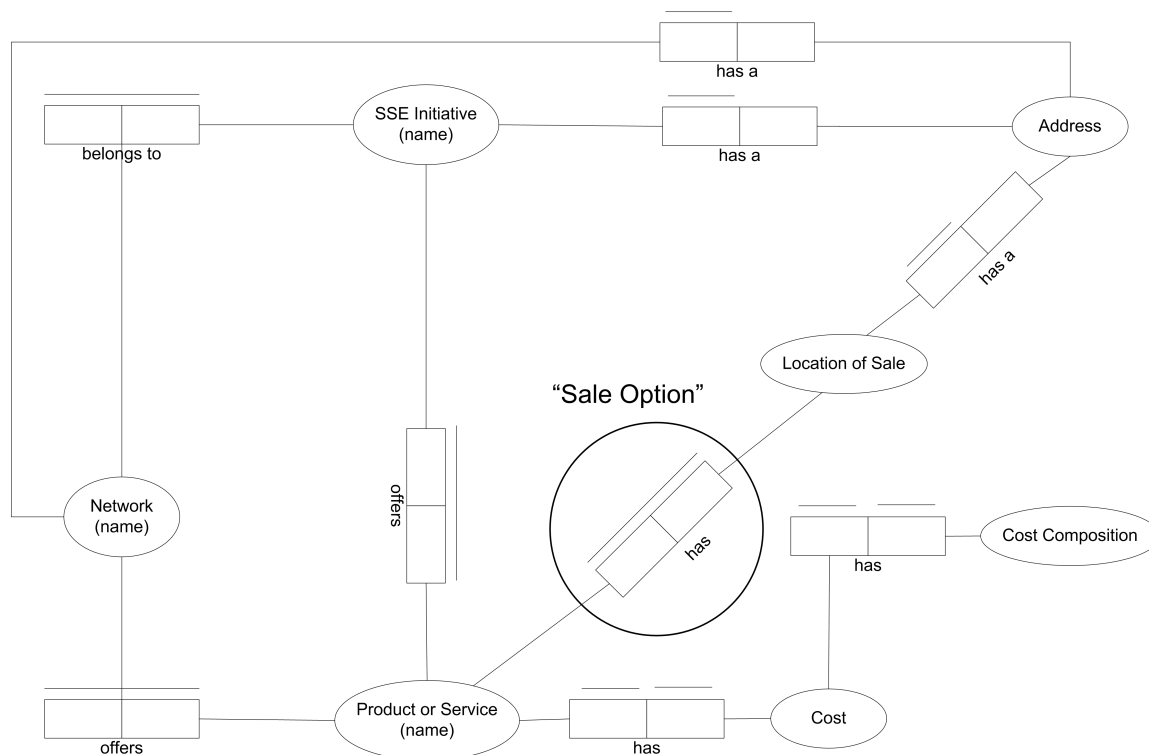 has a
SSE Initiative
(name)
belongs to
has a
Address
has a
Location of Sale
“Sale Option”
offers
Network
(name)
has
has
Cost Composition
Product or Service
(name)
offers
has
Cost